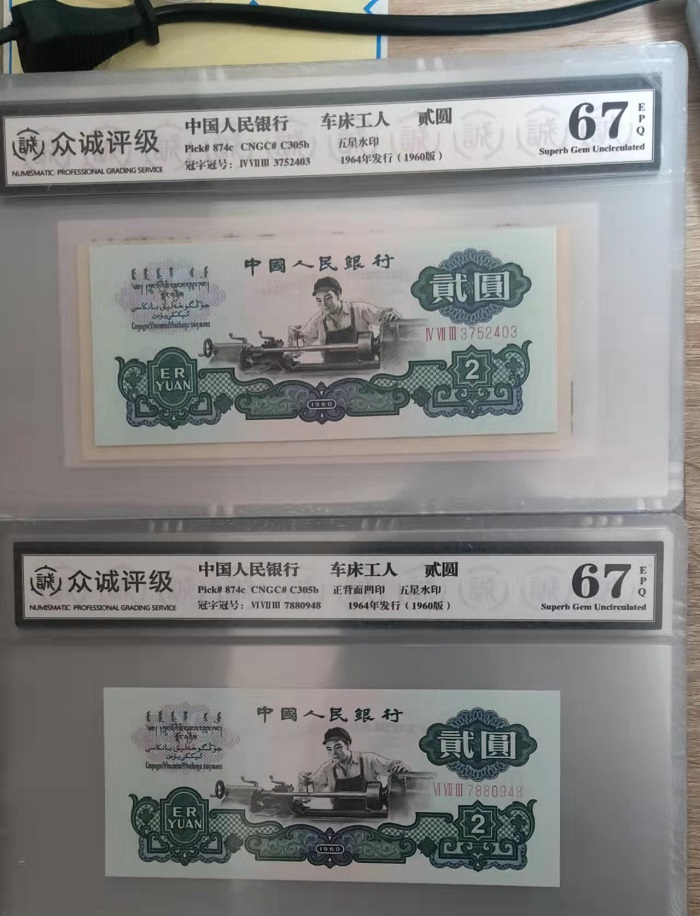 众诚评级
NUMISMATIC PROFESSIONAL GRADING SERVICE
中国人民银行 车床工人 贰圆
Pick# 874c CNGC# C305b 五星水印
冠字冠号: IV VII III 3752403 1964年发行(1960版)
67 EPQ
Superb Gem Uncirculated
中國人民銀行
貳圓
IV VII III 3752403
ER
YUAN
2
1960
众诚评级
NUMISMATIC PROFESSIONAL GRADING SERVICE
中国人民银行 车床工人 贰圆
Pick# 874c CNGC# C305b 正背面凹印 五星水印
冠字冠号: VI VII III 7880948 1964年发行(1960版)
67 EPQ
Superb Gem Uncirculated
中國人民銀行
貳圓
VI VII III 7880948
ER
YUAN
2
1960